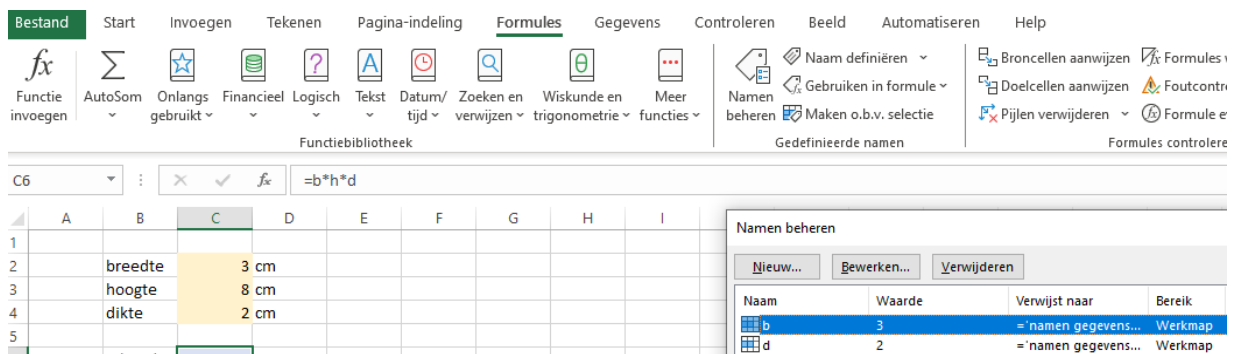 Bestand Start Invoegen Tekenen Pagina-indeling Formules Gegevens Controleren Beeld Automatiseren Help
fx Σ ? A θ
Functie invoegen
AutoSom
Onlangs gebruikt
Financieel
Logisch
Tekst
Datum/ tijd
Zoeken en verwijzen
Wiskunde en trigonometrie
Meer functies
Functiebibliotheek
Namen beheren
Naam definiëren
Gebruiken in formule
Maken o.b.v. selectie
Gedefinieerde namen
Broncellen aanwijzen
Doelcellen aanwijzen
Pijlen verwijderen
Formules
Foutcontr
Formule e
Formules controlere
C6 fx =b*h*d
A B C D E F G H I
1
2 breedte 3 cm
3 hoogte 8 cm
4 dikte 2 cm
5
Namen beheren
Nieuw... Bewerken... Verwijderen
Naam Waarde Verwijst naar Bereik
b 3 ='namen gegevens... Werkmap
d 2 ='namen gegevens... Werkmap